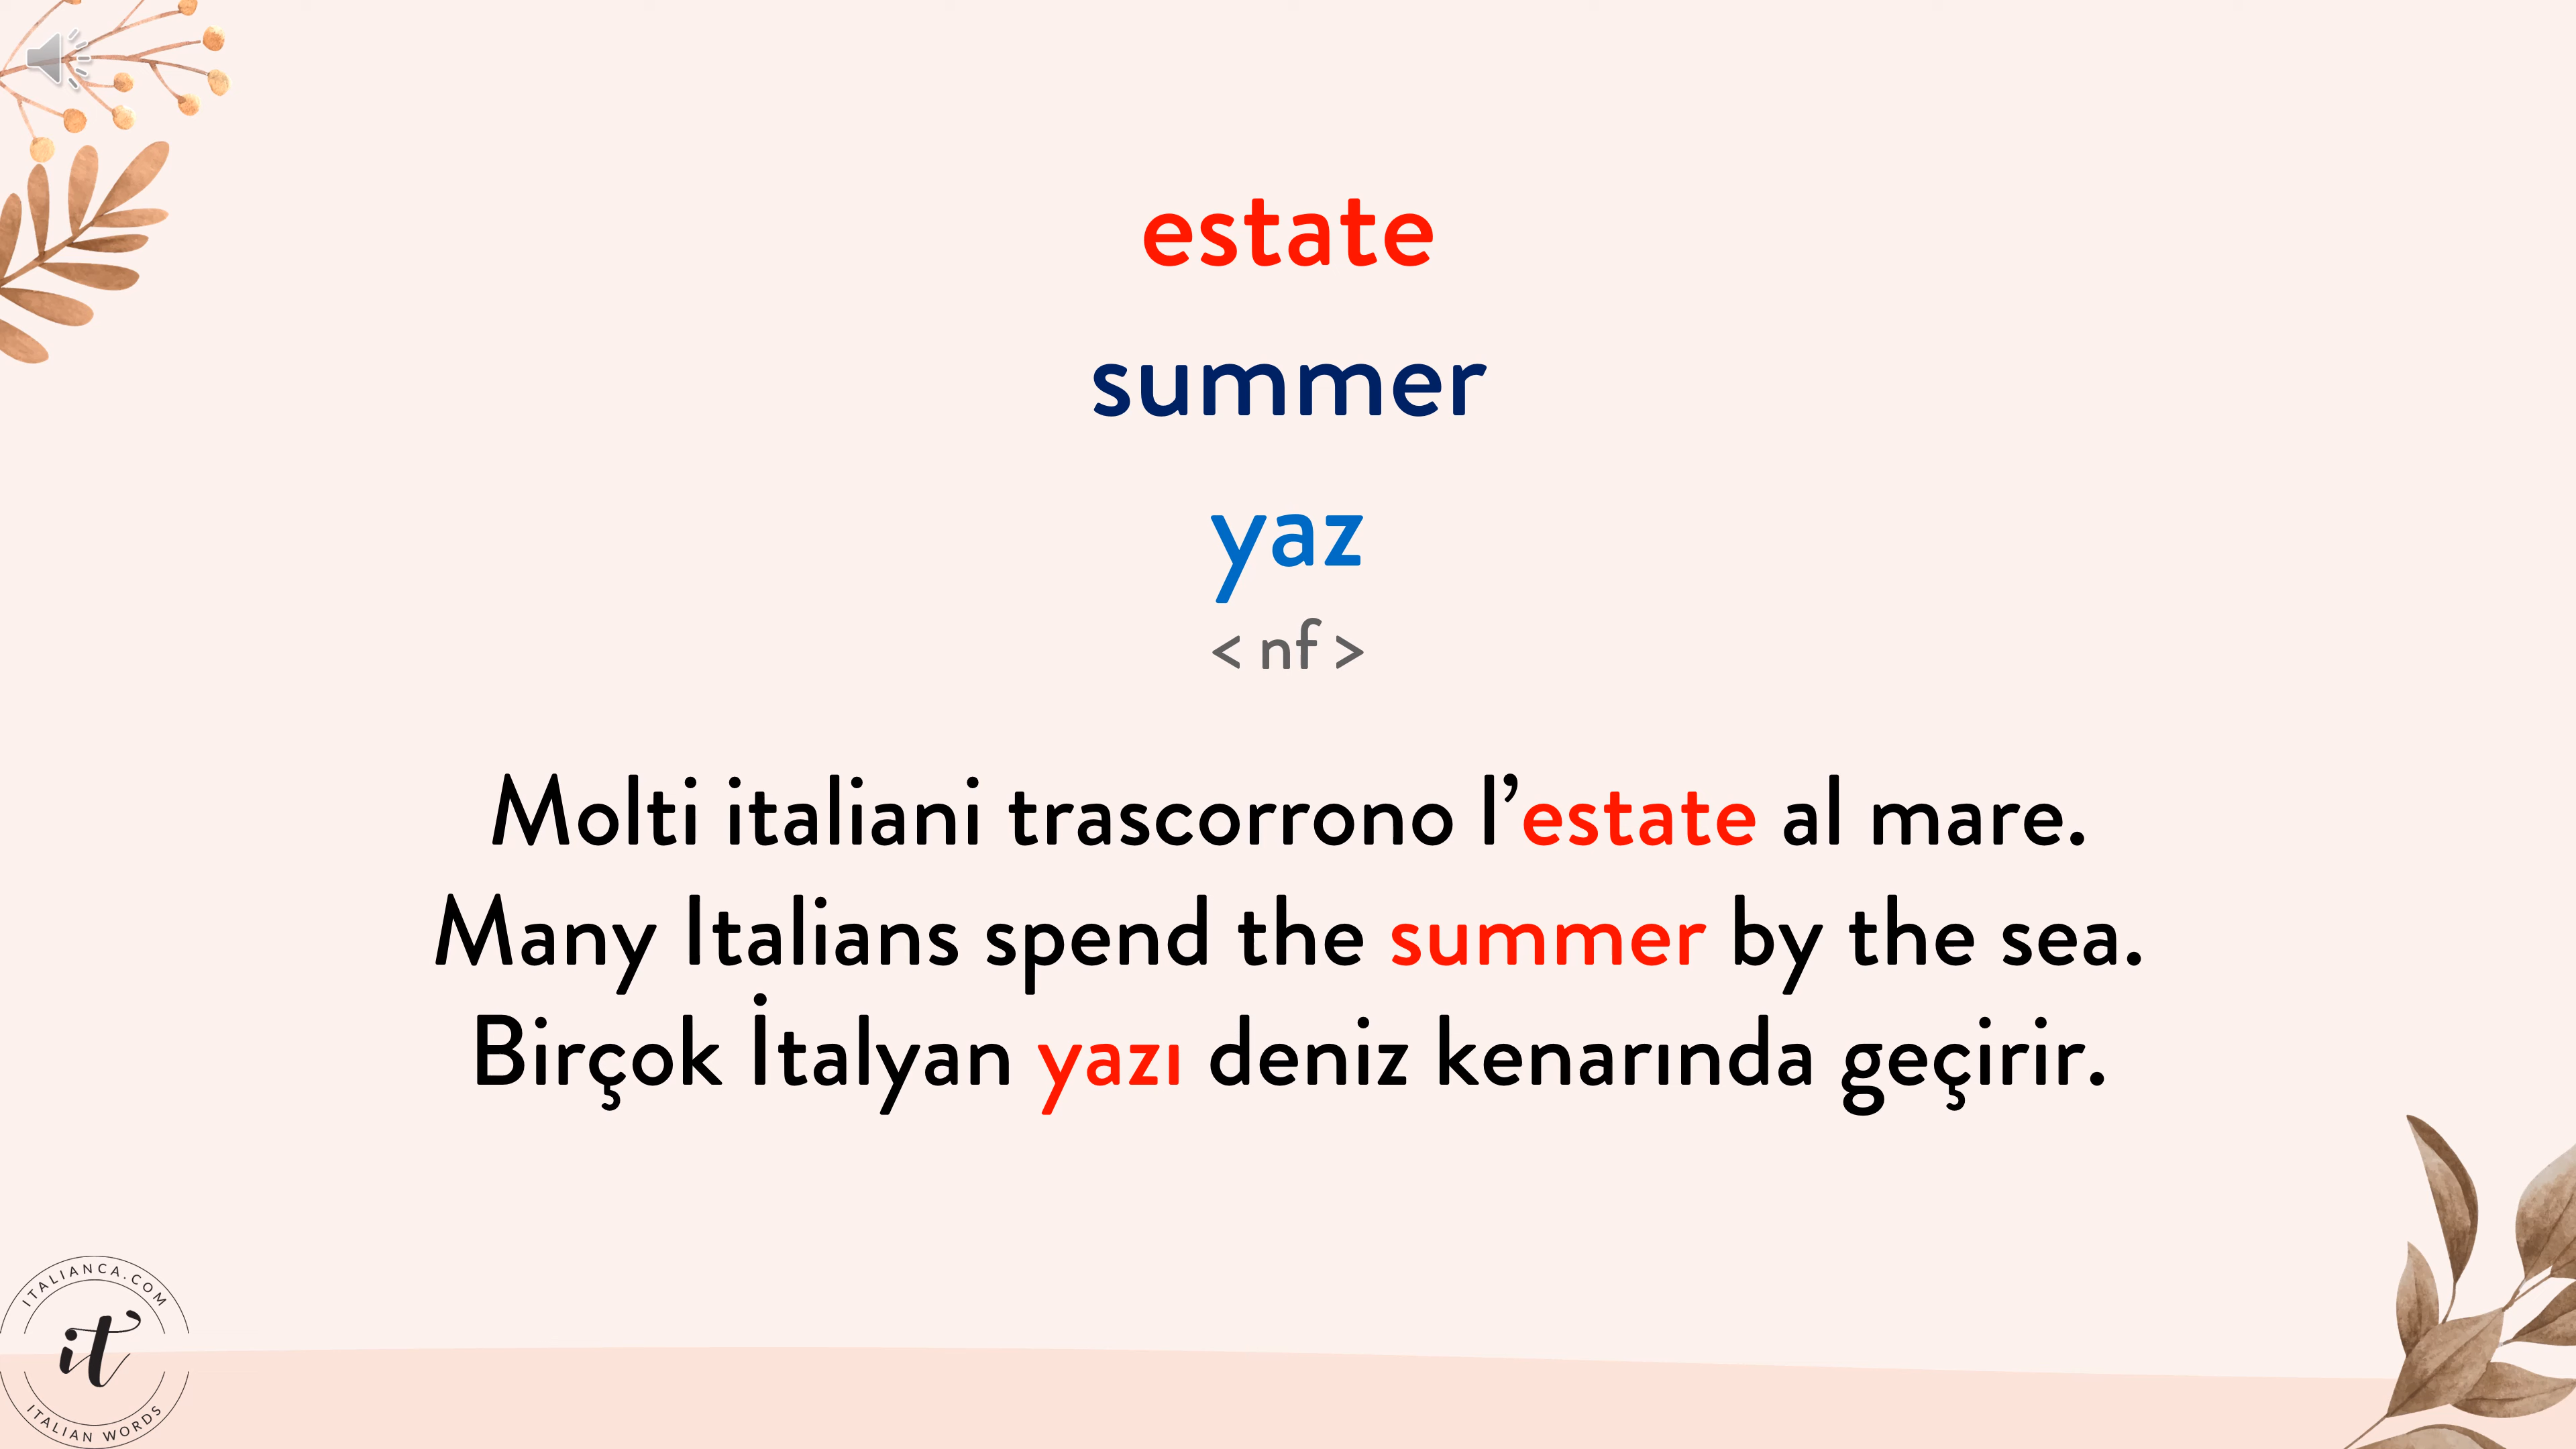 estate
summer
yaz
< nf >
Molti italiani trascorrono l’estate al mare.
Many Italians spend the summer by the sea.
Birçok İtalyan yazı deniz kenarında geçirir.
ITALIANCA.COM
it
ITALIAN WORDS